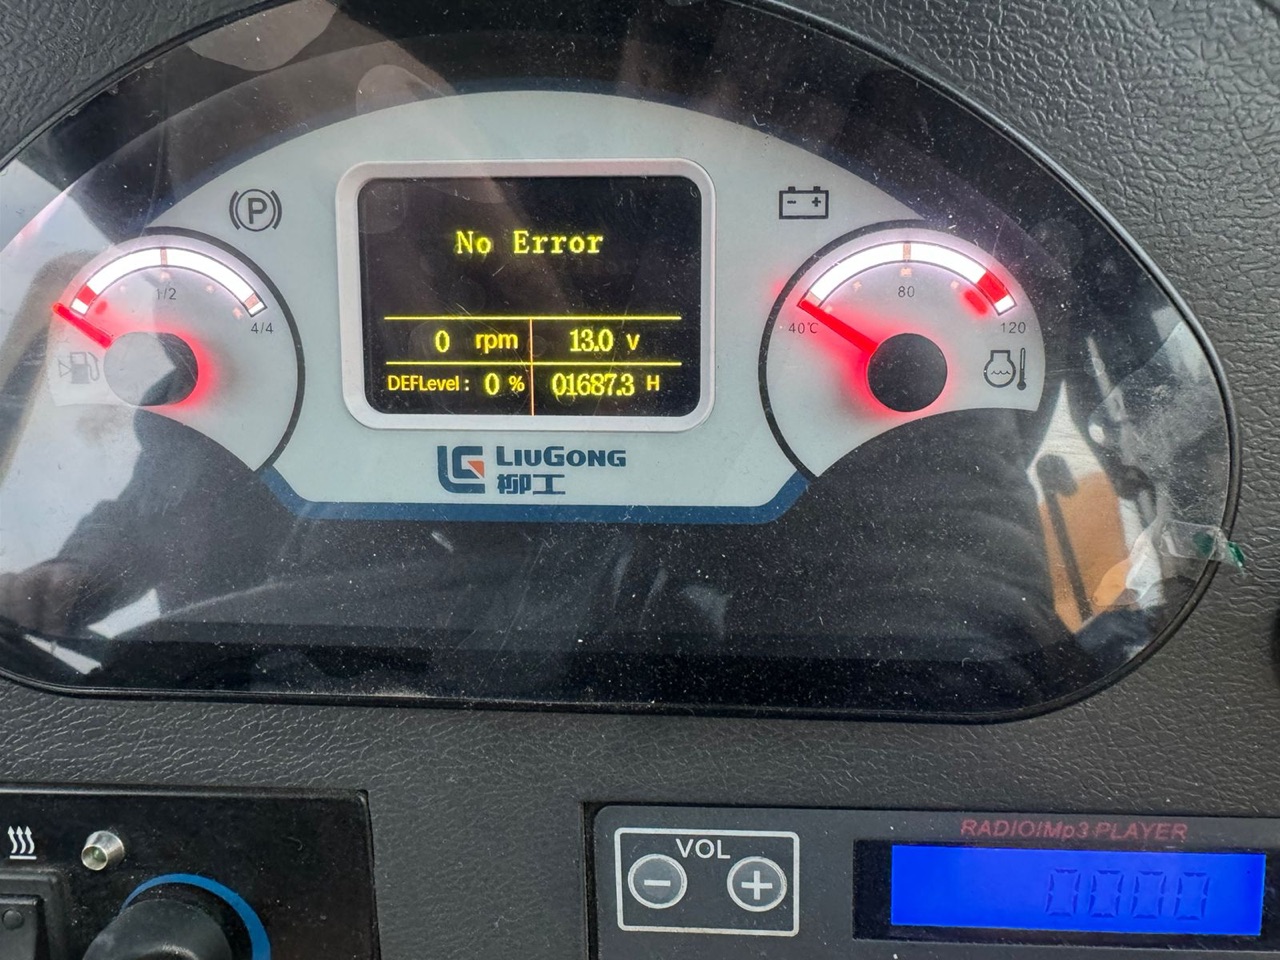 No Error
0 rpm 13.0 V
DEFLevel: 0 % 01687.3 H
P
1/2
4/4
- +
40℃
80
120
LG LIUGONG
柳工
VOL
- +
RADIO/Mp3 PLAYER
0000